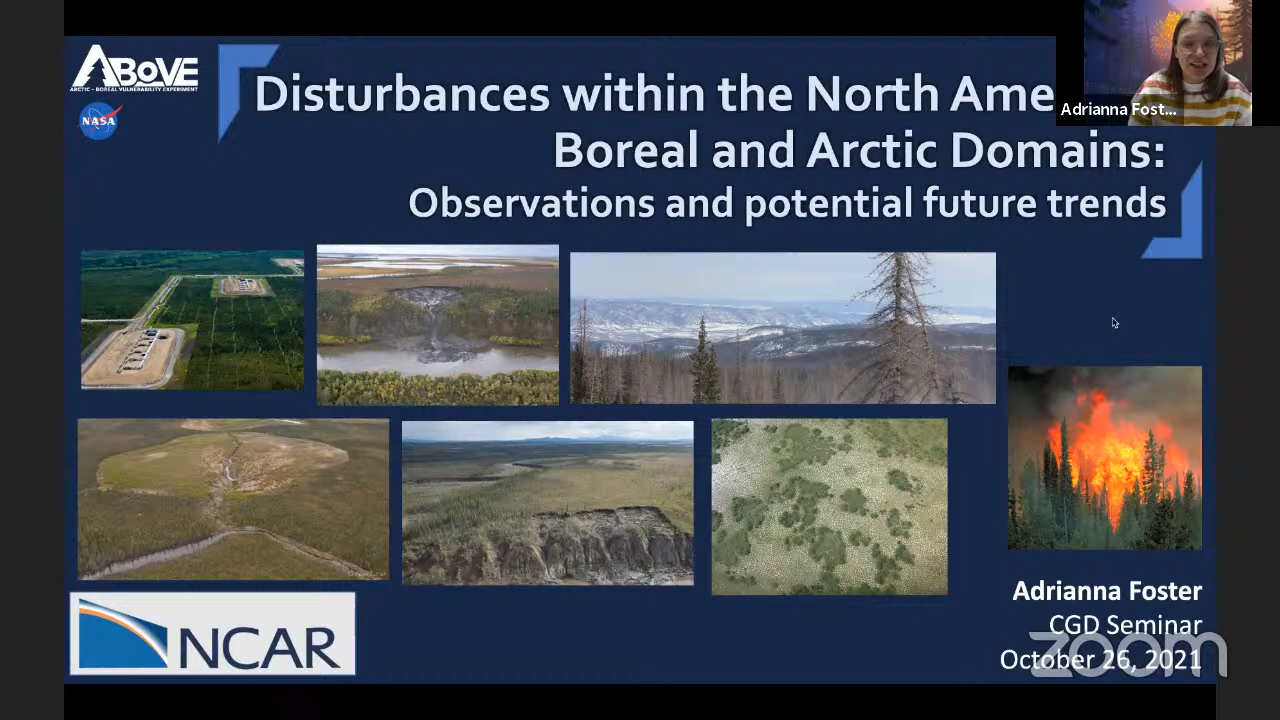 ABoVE
ARCTIC - BOREAL VULNERABILITY EXPERIMENT
NASA
Disturbances within the North Ame
Boreal and Arctic Domains:
Observations and potential future trends
Adrianna Fost...
NCAR
Adrianna Foster
CGD Seminar
October 26, 2021
zoom